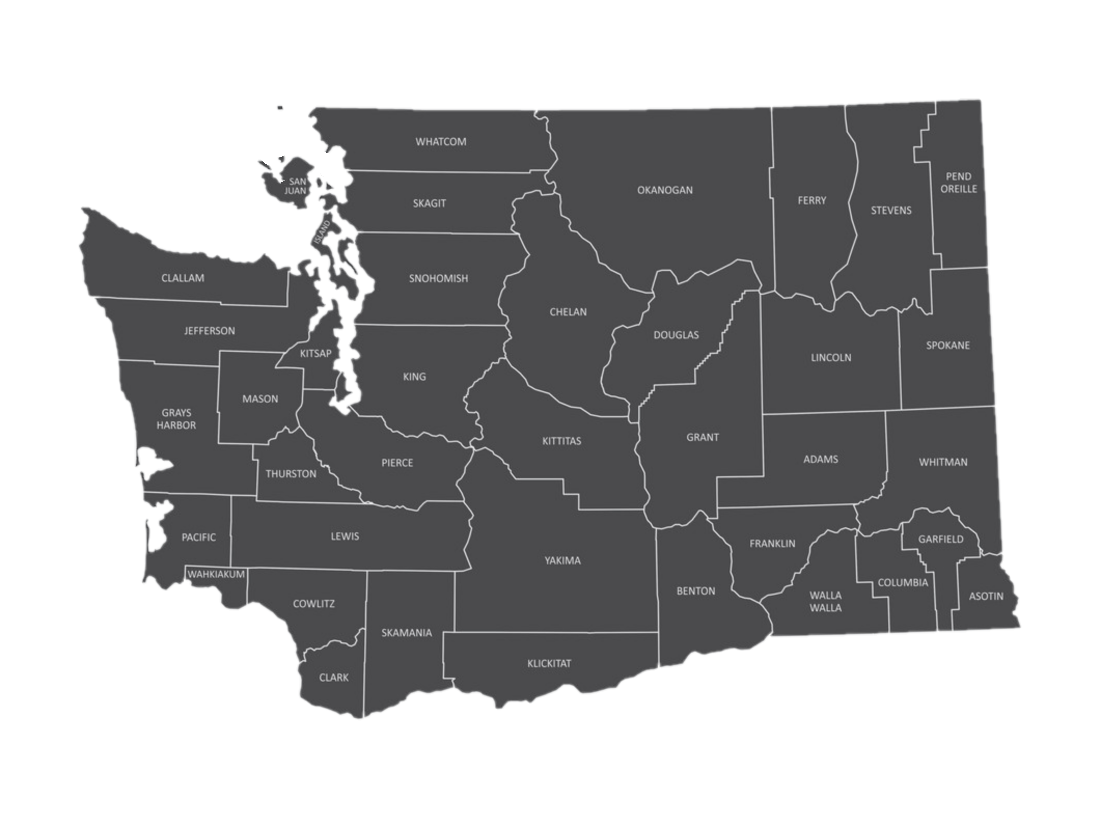 WHATCOM
SAN
JUAN
SKAGIT
OKANOGAN
FERRY
STEVENS
PEND
OREILLE
ISLAND
CLALLAM
SNOHOMISH
CHELAN
JEFFERSON
KITSAP
DOUGLAS
LINCOLN
SPOKANE
KING
MASON
GRAYS
HARBOR
KITTITAS
GRANT
ADAMS
WHITMAN
PIERCE
THURSTON
PACIFIC
LEWIS
YAKIMA
FRANKLIN
GARFIELD
WAHKIAKUM
COLUMBIA
BENTON
WALLA
WALLA
ASOTIN
COWLITZ
SKAMANIA
KLICKITAT
CLARK